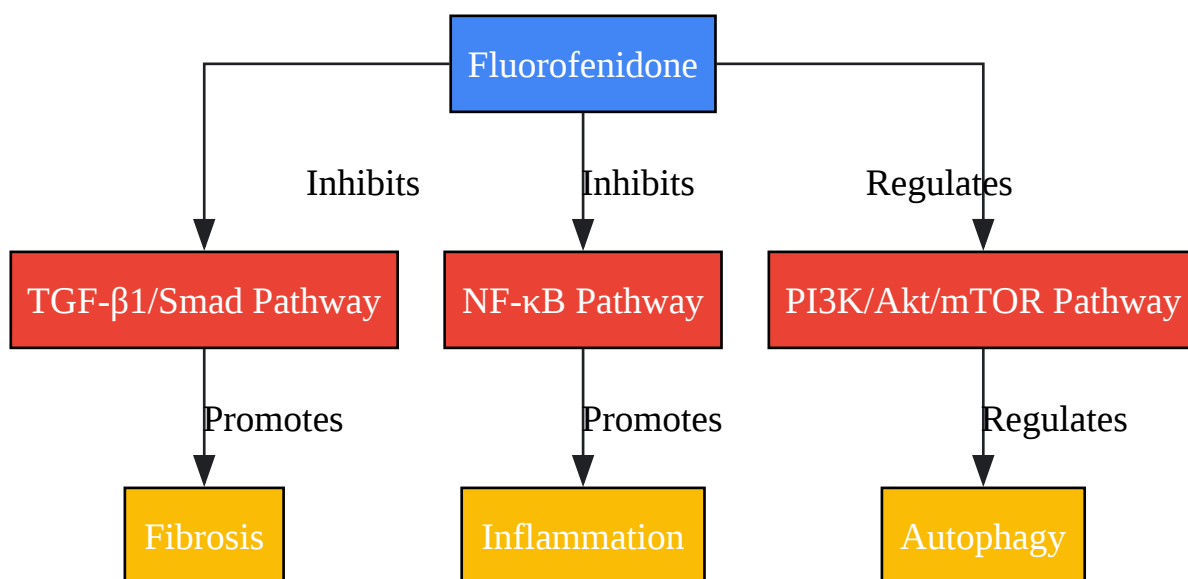 Fluorofenidone
Inhibits
Inhibits
Regulates
TGF-β1/Smad Pathway
NF-κB Pathway
PI3K/Akt/mTOR Pathway
Promotes
Promotes
Regulates
Fibrosis
Inflammation
Autophagy